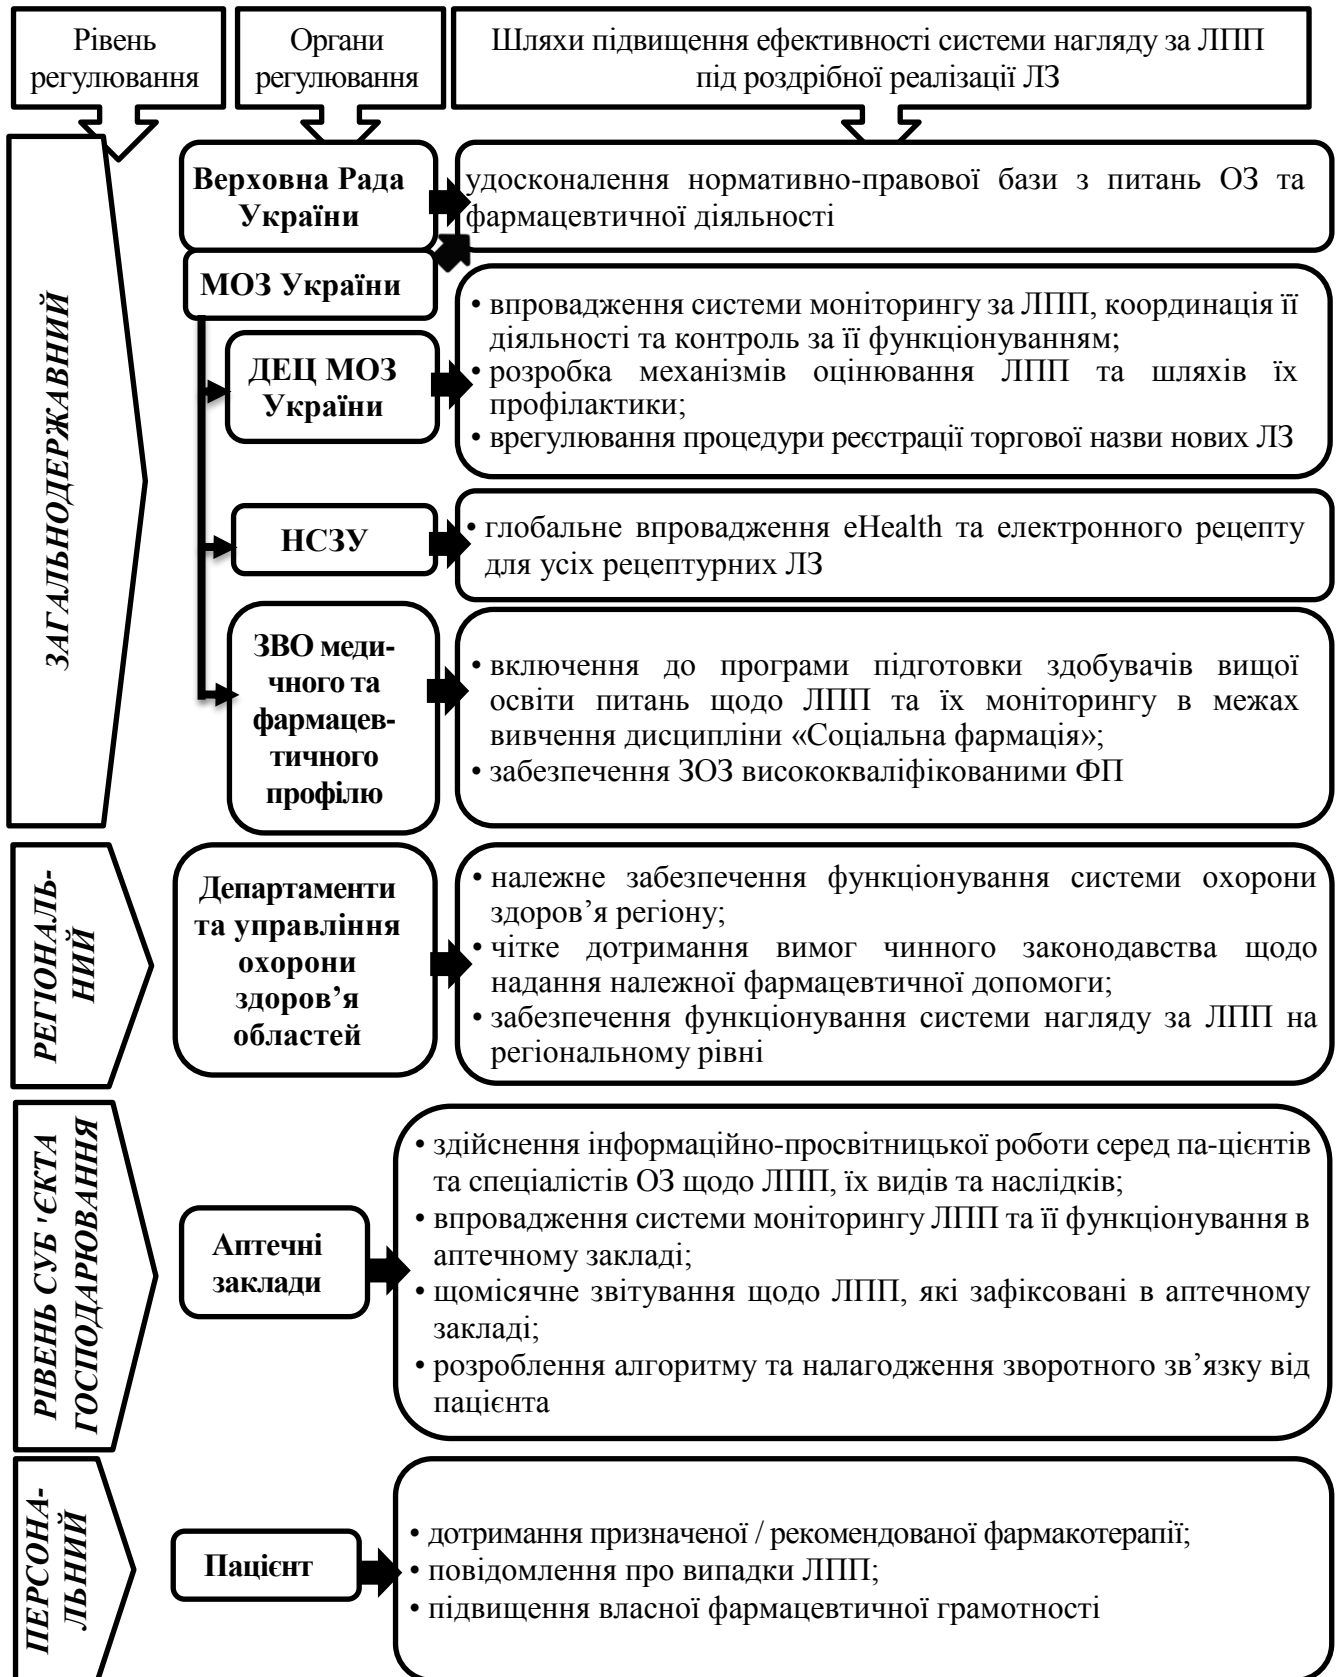 Рівень
регулювання
Органи
регулювання
Шляхи підвищення ефективності системи нагляду за ЛПП
під роздрібної реалізації ЛЗ
ЗАГАЛЬНОДЕРЖАВНИЙ
Верховна Рада
України
удосконалення нормативно-правової бази з питань ОЗ та
фармацевтичної діяльності
МОЗ України
ДЕЦ МОЗ
України
• впровадження системи моніторингу за ЛПП, координація її
діяльності та контроль за її функціонуванням;
• розробка механізмів оцінювання ЛПП та шляхів їх
профілактики;
• врегулювання процедури реєстрації торгової назви нових ЛЗ
НСЗУ
• глобальне впровадження eHealth та електронного рецепту
для усіх рецептурних ЛЗ
ЗВО меди-
чного та
фармацев-
тичного
профілю
• включення до програми підготовки здобувачів вищої
освіти питань щодо ЛПП та їх моніторингу в межах
вивчення дисципліни «Соціальна фармація»;
• забезпечення ЗОЗ висококваліфікованими ФП
РЕГІОНАЛЬ-
НИЙ
Департаменти
та управління
охорони
здоров’я
областей
• належне забезпечення функціонування системи охорони
здоров’я регіону;
• чітке дотримання вимог чинного законодавства щодо
надання належної фармацевтичної допомоги;
• забезпечення функціонування системи нагляду за ЛПП на
регіональному рівні
РІВЕНЬ СУБ'ЄКТА
ГОСПОДАРЮВАННЯ
Аптечні
заклади
• здійснення інформаційно-просвітницької роботи серед па-цієнтів
та спеціалістів ОЗ щодо ЛПП, їх видів та наслідків;
• впровадження системи моніторингу ЛПП та її функціонування в
аптечному закладі;
• щомісячне звітування щодо ЛПП, які зафіксовані в аптечному
закладі;
• розроблення алгоритму та налагодження зворотного зв’язку від
пацієнта
ПЕРСОНА-
ЛЬНИЙ
Пацієнт
• дотримання призначеної / рекомендованої фармакотерапії;
• повідомлення про випадки ЛПП;
• підвищення власної фармацевтичної грамотності